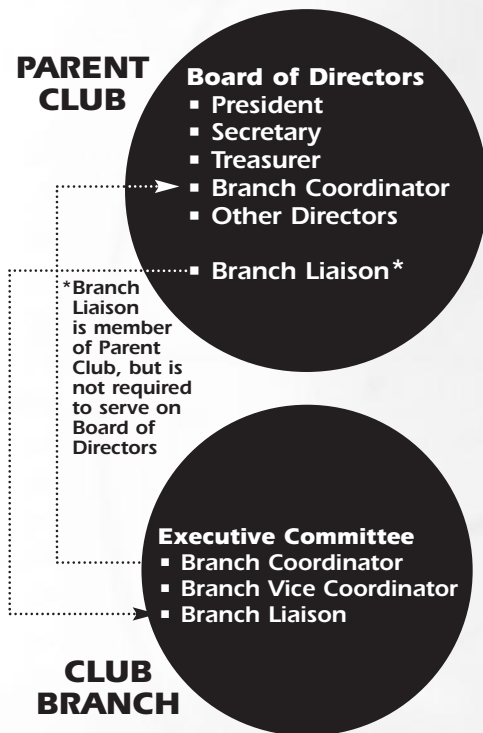 PARENT
CLUB
Board of Directors
▪ President
▪ Secretary
▪ Treasurer
▪ Branch Coordinator
▪ Other Directors
▪ Branch Liaison*
*Branch
Liaison
is member
of Parent
Club, but is
not required
to serve on
Board of
Directors
Executive Committee
▪ Branch Coordinator
▪ Branch Vice Coordinator
▪ Branch Liaison
CLUB
BRANCH